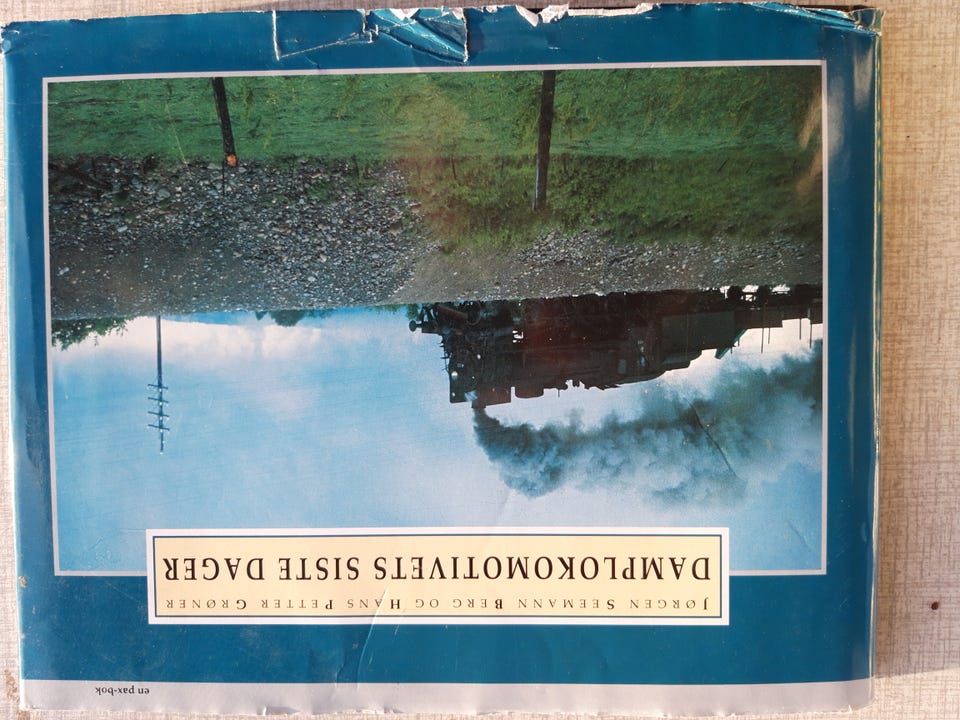 en pax-bok
JØRGEN SEEMANN BERG OG HANS PETTER GRØNER
DAMPLOKOMOTIVETS SISTE DAGER